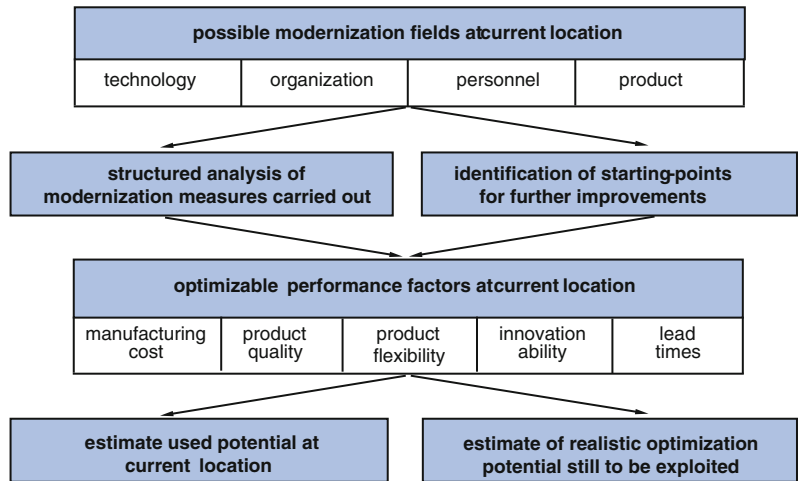 possible modernization fields atcurrent location
technology organization personnel product
structured analysis of
modernization measures carried out
identification of starting-points
for further improvements
optimizable performance factors atcurrent location
manufacturing
cost
product
quality
product
flexibility
innovation
ability
lead
times
estimate used potential at
current location
estimate of realistic optimization
potential still to be exploited